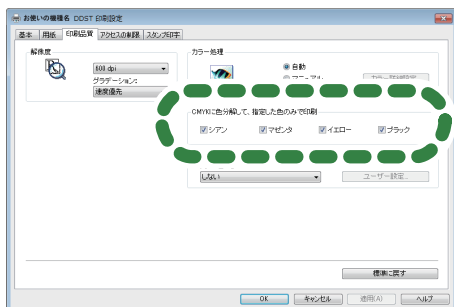 お使いの機種名 DDST 印刷設定
基本 用紙 印刷品質 アクセスの制限 スタンプ印字
解像度
600 dpi
グラデーション:
速度優先
カラー処理
自動
CMYKに色分解して、指定した色のみで印刷
シアン マゼンタ イエロー ブラック
しない
ユーザー設定...
標準に戻す
OK キャンセル 適用(A) ヘルプ